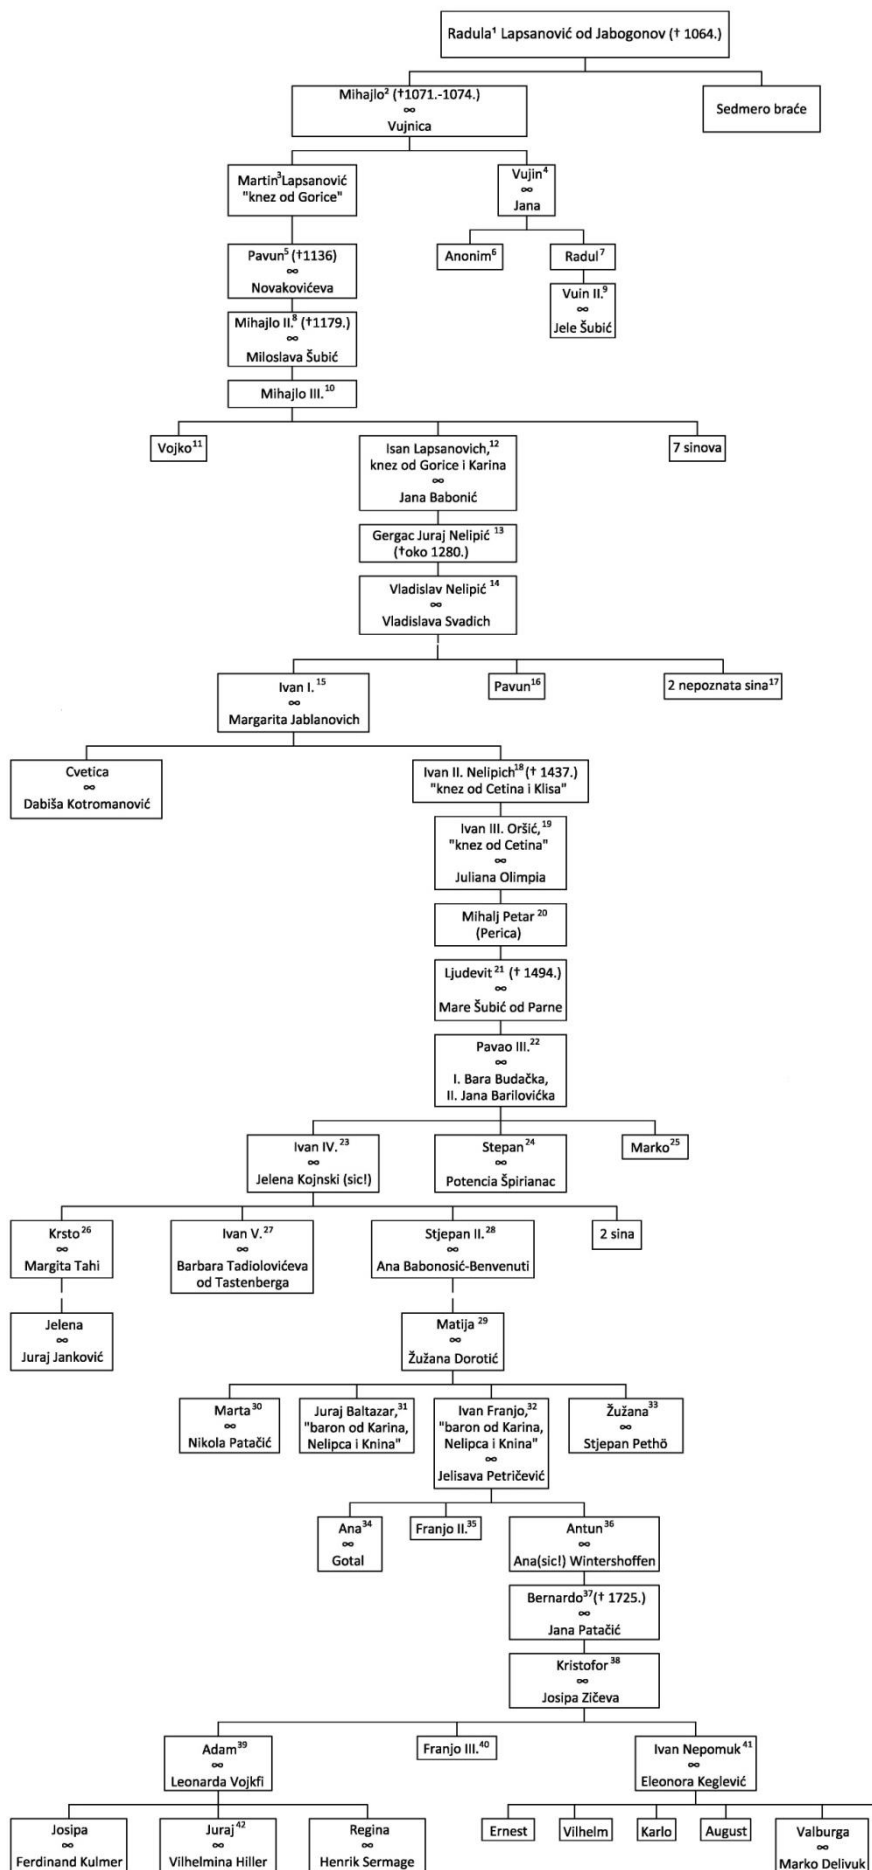 Radula¹ Lapsanović od Jabogonov († 1064.)
Mihajlo² (†1071.-1074.)
∞
Vujnica
Sedmero braće
Martin³ Lapsanović
"knez od Gorice"
Vujin⁴
∞
Jana
Pavun⁵ (†1136)
∞
Novakovićeva
Anonim⁶
Radul⁷
Vuin II.⁹
∞
Jele Šubić
Mihajlo II.⁸ (†1179.)
∞
Miloslava Šubić
Mihajlo III.¹⁰
Vojko¹¹
Isan Lapsanovich,¹²
knez od Gorice i Karina
∞
Jana Babonić
7 sinova
Gergac Juraj Nelipić ¹³
(†oko 1280.)
Vladislav Nelipić ¹⁴
∞
Vladislava Svadich
Ivan I. ¹⁵
∞
Margarita Jablanovich
Pavun¹⁶
2 nepoznata sina¹⁷
Cvetica
∞
Dabiša Kotromanović
Ivan II. Nelipich¹⁸ († 1437.)
"knez od Cetina i Klisa"
Ivan III. Oršić, ¹⁹
"knez od Cetina"
∞
Juliana Olimpia
Mihalj Petar ²⁰
(Perica)
Ljudevit ²¹ († 1494.)
∞
Mare Šubić od Parne
Pavao III.²²
∞
I. Bara Budačka,
II. Jana Barilovićka
Ivan IV. ²³
∞
Jelena Kojnski (sic!)
Stepan²⁴
∞
Potencia Špirianac
Marko²⁵
Krsto ²⁶
∞
Margita Tahi
Ivan V. ²⁷
∞
Barbara Tadiolovićeva
od Tastenberga
Stjepan II. ²⁸
∞
Ana Babonosić-Benvenuti
2 sina
Jelena
∞
Juraj Janković
Matija ²⁹
∞
Žužana Dorotić
Marta³⁰
∞
Nikola Patačić
Juraj Baltazar,³¹
"baron od Karina,
Nelipca i Knina"
Ivan Franjo,³²
"baron od Karina,
Nelipca i Knina"
∞
Jelisava Petričević
Žužana³³
∞
Stjepan Pethö
Ana³⁴
∞
Gotal
Franjo II.³⁵
Antun³⁶
∞
Ana(sic!) Wintershoffen
Bernardo³⁷(† 1725.)
∞
Jana Patačić
Kristofor ³⁸
∞
Josipa Zičeva
Adam³⁹
∞
Leonarda Vojkfi
Franjo III.⁴⁰
Ivan Nepomuk⁴¹
∞
Eleonora Keglević
Josipa
∞
Ferdinand Kulmer
Juraj⁴²
∞
Vilhelmina Hiller
Regina
∞
Henrik Sermage
Ernest
Vilhelm
Karlo
August
Valburga
∞
Marko Delivuk